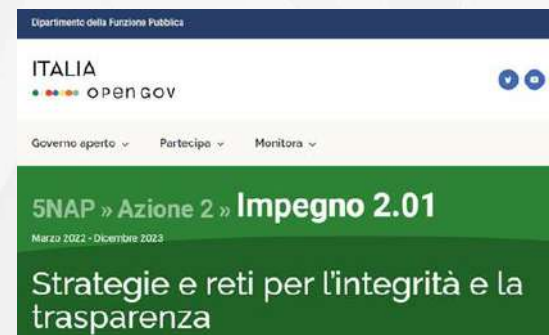 Dipartimento della Funzione Pubblica
ITALIA
OPEN GOV
Governo aperto
Partecipa
Monitora
5NAP » Azione 2 » Impegno 2.01
Marzo 2022 - Dicembre 2023
Strategie e reti per l'integrità e la
trasparenza